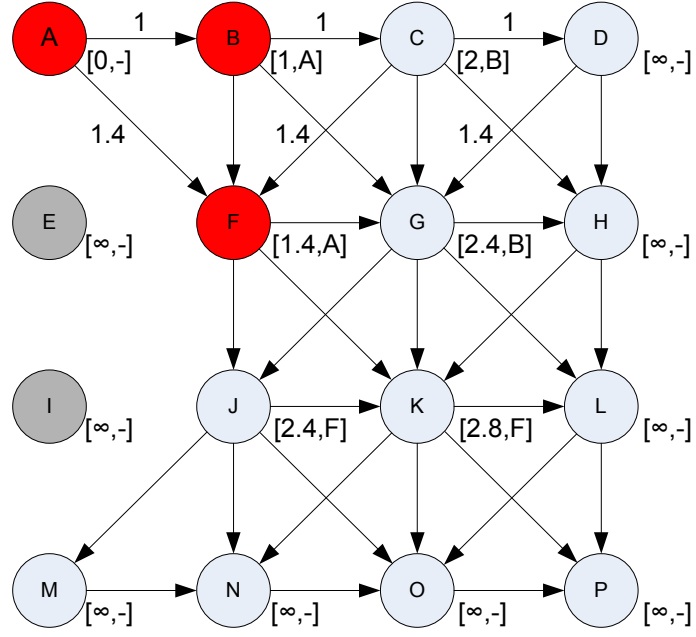 A 1 B 1 C 1 D
[0,-] [1,A] [2,B] [∞,-]
1.4 1.4 1.4
E F G H
[∞,-] [1.4,A] [2.4,B] [∞,-]
I J K L
[∞,-] [2.4,F] [2.8,F] [∞,-]
M N O P
[∞,-] [∞,-] [∞,-] [∞,-]